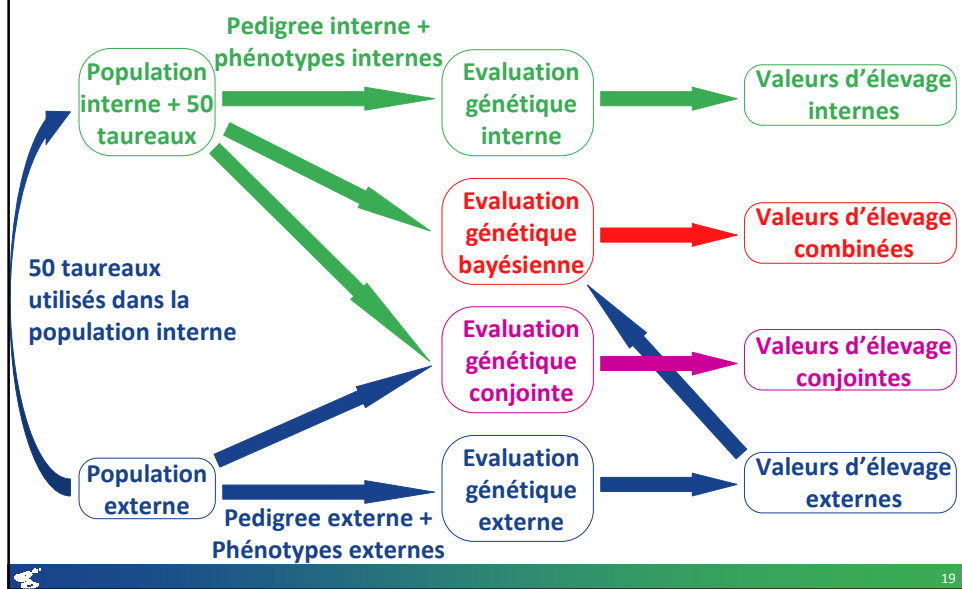 Pedigree interne +
phénotypes internes
Population
interne + 50
taureaux
Evaluation
génétique
interne
Valeurs d’élevage
internes
Evaluation
génétique
bayésienne
Valeurs d’élevage
combinées
50 taureaux
utilisés dans la
population interne
Evaluation
génétique
conjointe
Valeurs d’élevage
conjointes
Population
externe
Pedigree externe +
Phénotypes externes
Evaluation
génétique
externe
Valeurs d’élevage
externes
19